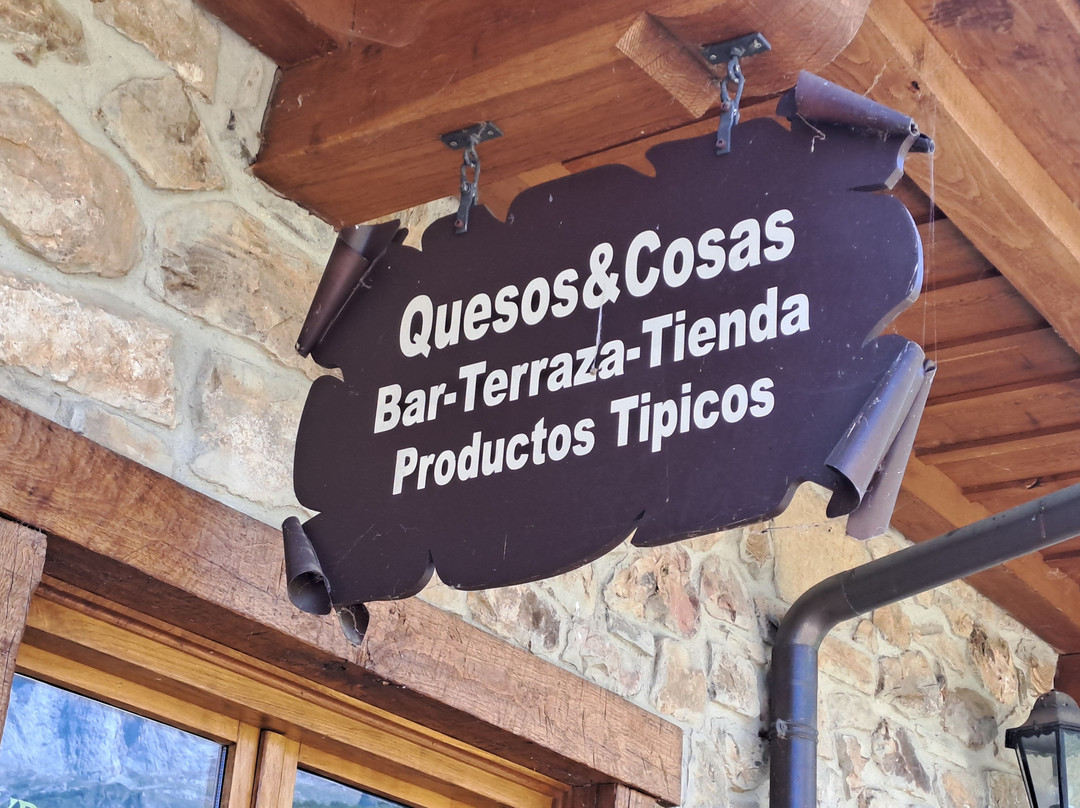 Quesos&Cosas
Bar-Terraza-Tienda
Productos Tipicos